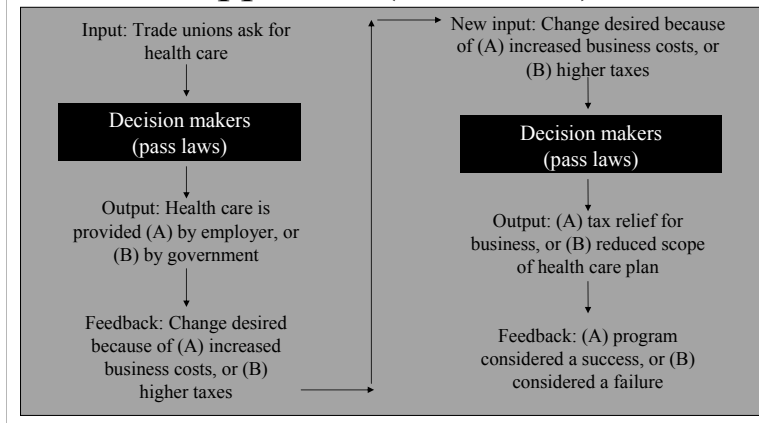 Input: Trade unions ask for
health care
Decision makers
(pass laws)
Output: Health care is
provided (A) by employer, or
(B) by government
Feedback: Change desired
because of (A) increased
business costs, or (B)
higher taxes
New input: Change desired because
of (A) increased business costs, or
(B) higher taxes
Decision makers
(pass laws)
Output: (A) tax relief for
business, or (B) reduced scope
of health care plan
Feedback: (A) program
considered a success, or (B)
considered a failure